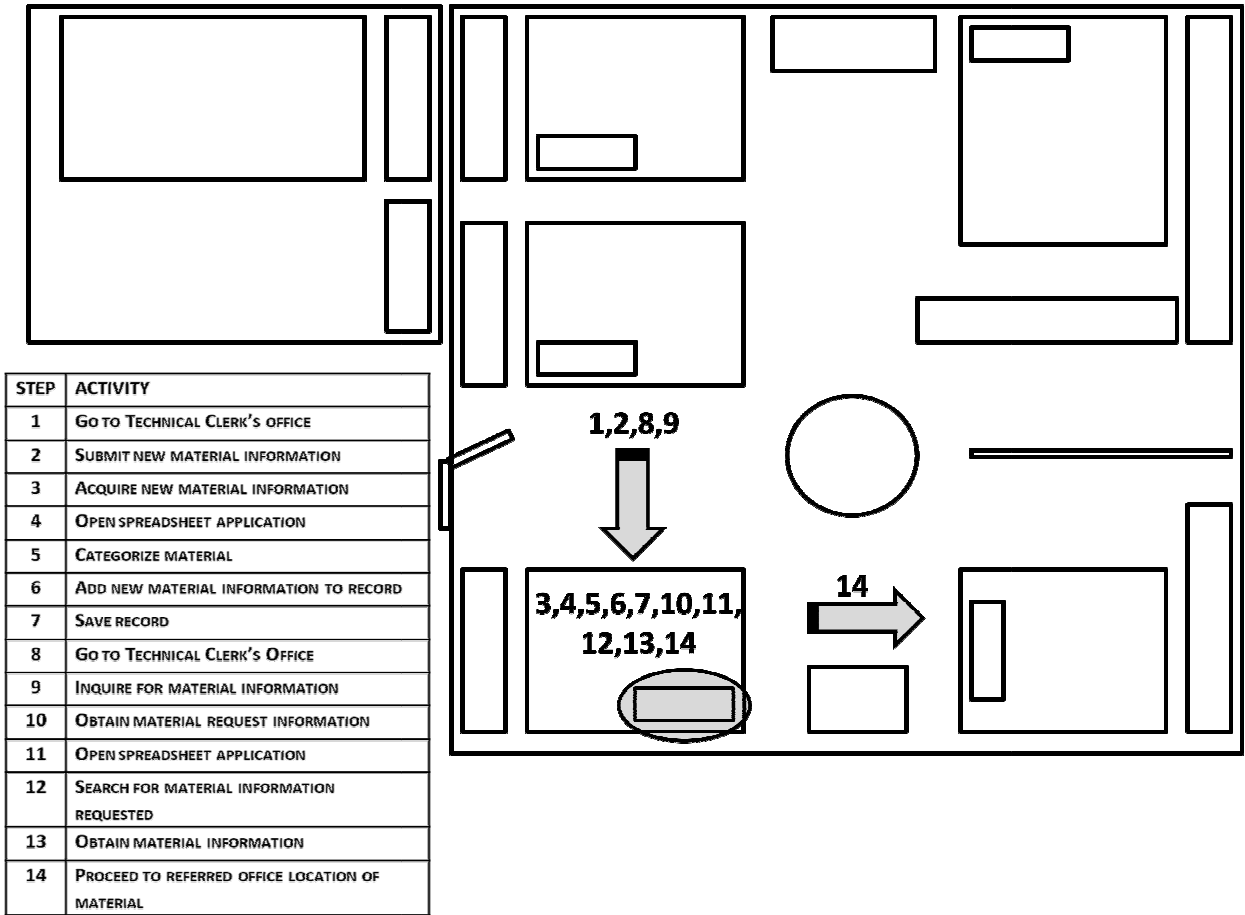 STEP ACTIVITY
1 GO TO TECHNICAL CLERK'S OFFICE
2 SUBMIT NEW MATERIAL INFORMATION
3 ACQUIRE NEW MATERIAL INFORMATION
4 OPEN SPREADSHEET APPLICATION
5 CATEGORIZE MATERIAL
6 ADD NEW MATERIAL INFORMATION TO RECORD
7 SAVE RECORD
8 GO TO TECHNICAL CLERK'S OFFICE
9 INQUIRE FOR MATERIAL INFORMATION
10 OBTAIN MATERIAL REQUEST INFORMATION
11 OPEN SPREADSHEET APPLICATION
12 SEARCH FOR MATERIAL INFORMATION
REQUESTED
13 OBTAIN MATERIAL INFORMATION
14 PROCEED TO REFERRED OFFICE LOCATION OF
MATERIAL
1,2,8,9
3,4,5,6,7,10,11,
12,13,14
14